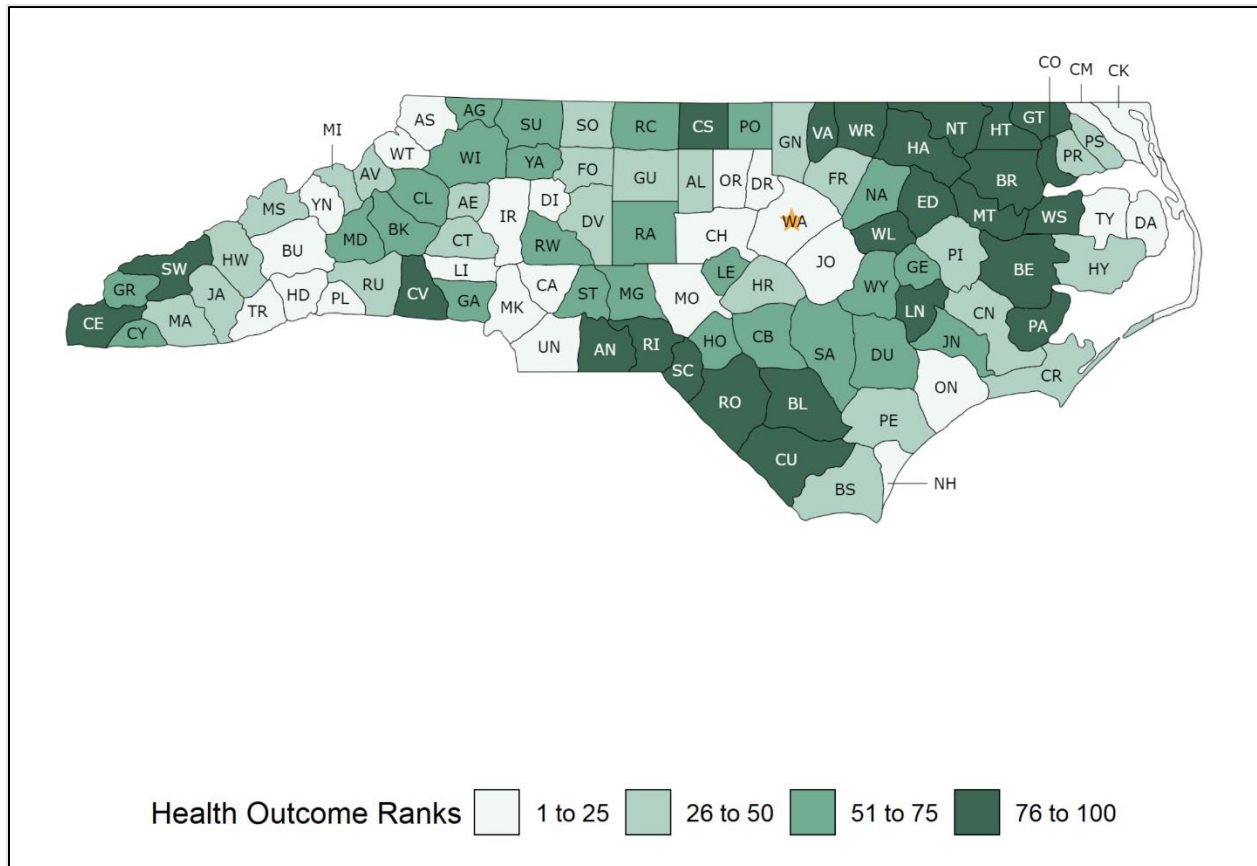 CO CM CK
MI AS AG SU SO RC CS PO GN VA WR NT HT GT
WT WI YA FO GU AL OR DR FR HA PR PS
AV CL AE IR DI DV RA CH WA NA ED BR
MS YN MD BK CT RW JO WL MT WS TY DA
SW HW BU LI CA ST MG LE HR WY GE PI BE HY
GR JA TR HD PL RU CV GA MK MO LN CN PA
CE CY MA UN AN RI HO CB SA DU JN CR
SC RO BL ON
CU PE
BS NH
Health Outcome Ranks 1 to 25 26 to 50 51 to 75 76 to 100